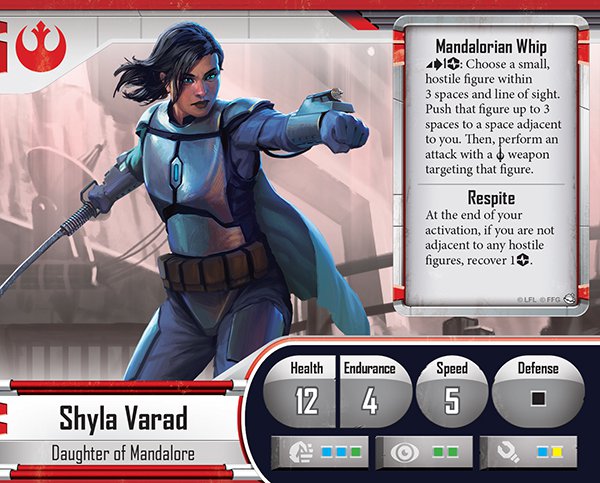 Mandalorian Whip
: Choose a small,
hostile figure within
3 spaces and line of sight.
Push that figure up to 3
spaces to a space adjacent
to you. Then, perform an
attack with a weapon
targeting that figure.
Respite
At the end of your
activation, if you are not
adjacent to any hostile
figures, recover 1.
© LFL © FFG
Health Endurance Speed Defense
12 4 5
Shyla Varad
Daughter of Mandalore